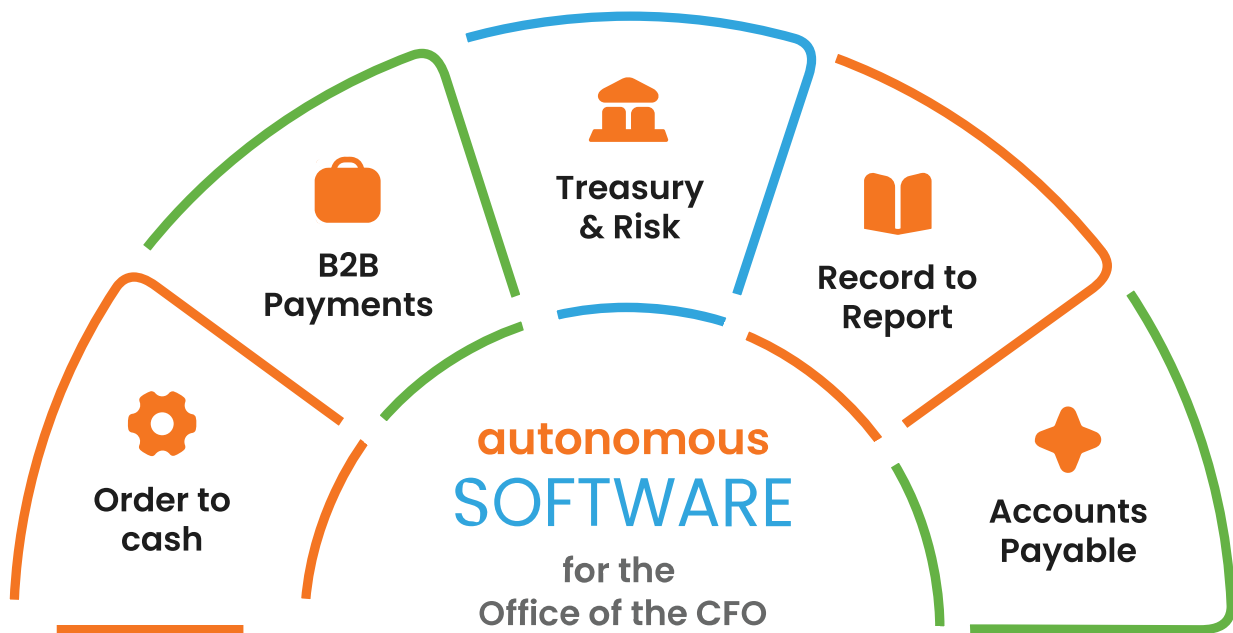 Order to
cash
B2B
Payments
Treasury
& Risk
Record to
Report
Accounts
Payable
autonomous
SOFTWARE
for the
Office of the CFO